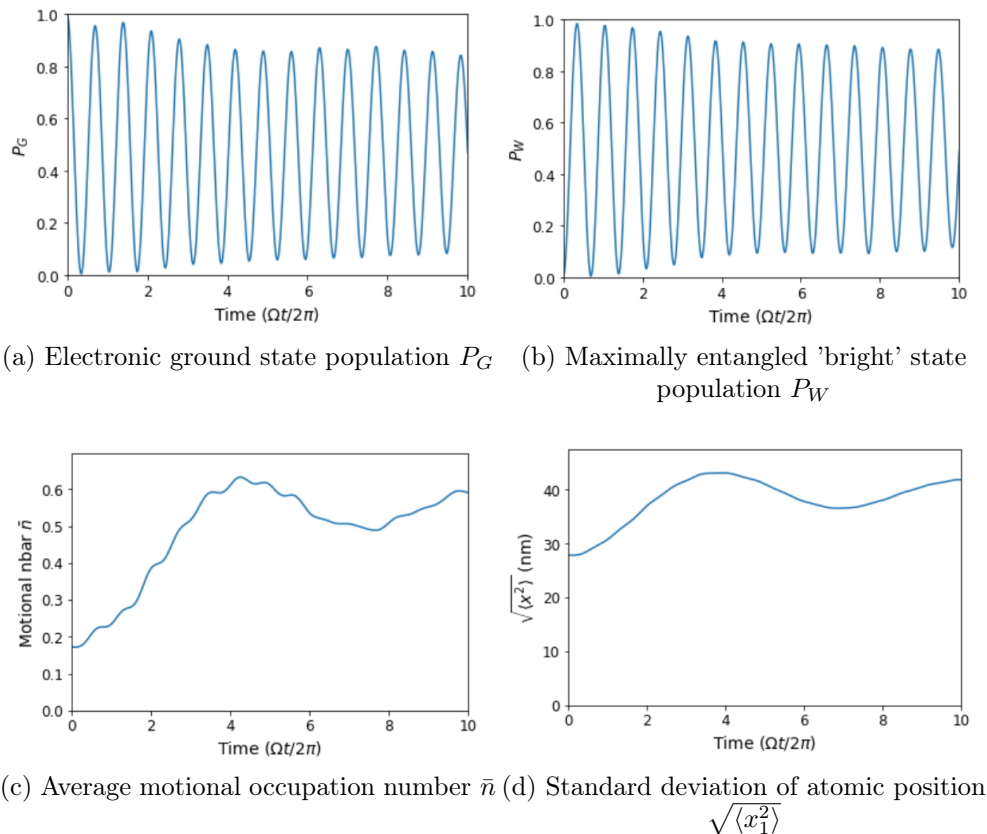 1.0
0.8
0.6
0.4
0.2
0.0
P_G
0 2 4 6 8 10
Time (Ωt/2π)
1.0
0.8
0.6
0.4
0.2
0.0
P_W
0 2 4 6 8 10
Time (Ωt/2π)
(a) Electronic ground state population P_G
(b) Maximally entangled 'bright' state
population P_W
0.6
0.5
0.4
0.3
0.2
0.1
0.0
Motional nbar n̄
0 2 4 6 8 10
Time (Ωt/2π)
40
30
20
10
0
√⟨x²⟩ (nm)
0 2 4 6 8 10
Time (Ωt/2π)
(c) Average motional occupation number n̄
(d) Standard deviation of atomic position
√⟨x₁²⟩